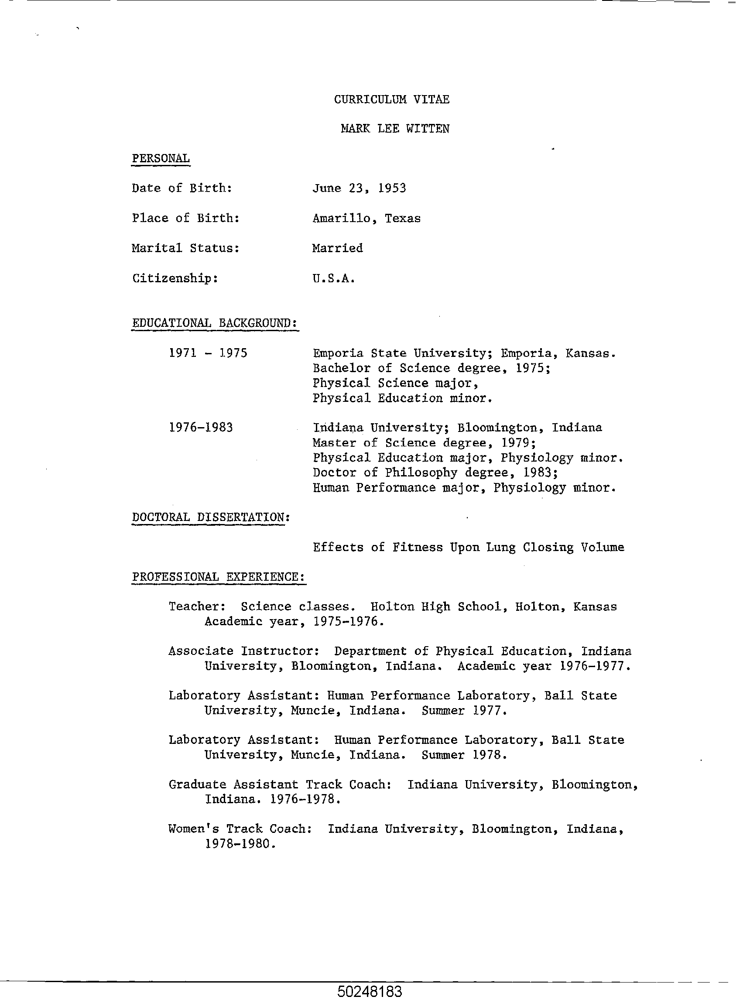 CURRICULUM VITAE
MARK LEE WITTEN
PERSONAL
Date of Birth: June 23, 1953
Place of Birth: Amarillo, Texas
Marital Status: Married
Citizenship: U.S.A.
EDUCATIONAL BACKGROUND:
1971 - 1975 Emporia State University; Emporia, Kansas.
Bachelor of Science degree, 1975;
Physical Science major,
Physical Education minor.
1976-1983 Indiana University; Bloomington, Indiana
Master of Science degree, 1979;
Physical Education major, Physiology minor.
Doctor of Philosophy degree, 1983;
Human Performance major, Physiology minor.
DOCTORAL DISSERTATION:
Effects of Fitness Upon Lung Closing Volume
PROFESSIONAL EXPERIENCE:
Teacher: Science classes. Holton High School, Holton, Kansas
Academic year, 1975-1976.
Associate Instructor: Department of Physical Education, Indiana
University, Bloomington, Indiana. Academic year 1976-1977.
Laboratory Assistant: Human Performance Laboratory, Ball State
University, Muncie, Indiana. Summer 1977.
Laboratory Assistant: Human Performance Laboratory, Ball State
University, Muncie, Indiana. Summer 1978.
Graduate Assistant Track Coach: Indiana University, Bloomington,
Indiana. 1976-1978.
Women's Track Coach: Indiana University, Bloomington, Indiana,
1978-1980.
50248183